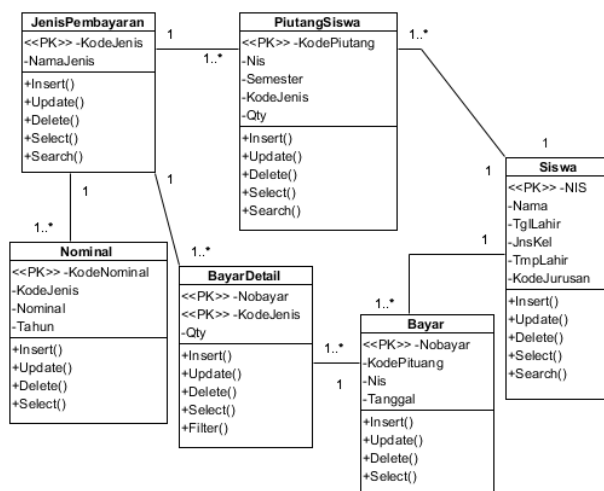 JenisPembayaran
<<PK>> -KodeJenis
-NamaJenis
+Insert()
+Update()
+Delete()
+Select()
+Search()
1
1..*
PiutangSiswa
<<PK>> -KodePiutang
-Nis
-Semester
-KodeJenis
-Qty
+Insert()
+Update()
+Delete()
+Select()
+Search()
1..*
1
Siswa
<<PK>> -NIS
-Nama
-TglLahir
-JnsKel
-TmpLahir
-KodeJurusan
+Insert()
+Update()
+Delete()
+Select()
+Search()
1
1
1..*
1
1..*
Nominal
<<PK>> -KodeNominal
-KodeJenis
-Nominal
-Tahun
+Insert()
+Update()
+Delete()
+Select()
1
1..*
BayarDetail
<<PK>> -Nobayar
<<PK>> -KodeJenis
-Qty
+Insert()
+Update()
+Delete()
+Select()
+Filter()
1..*
1
Bayar
<<PK>> -Nobayar
-KodePituang
-Nis
-Tanggal
+Insert()
+Update()
+Delete()
+Select()